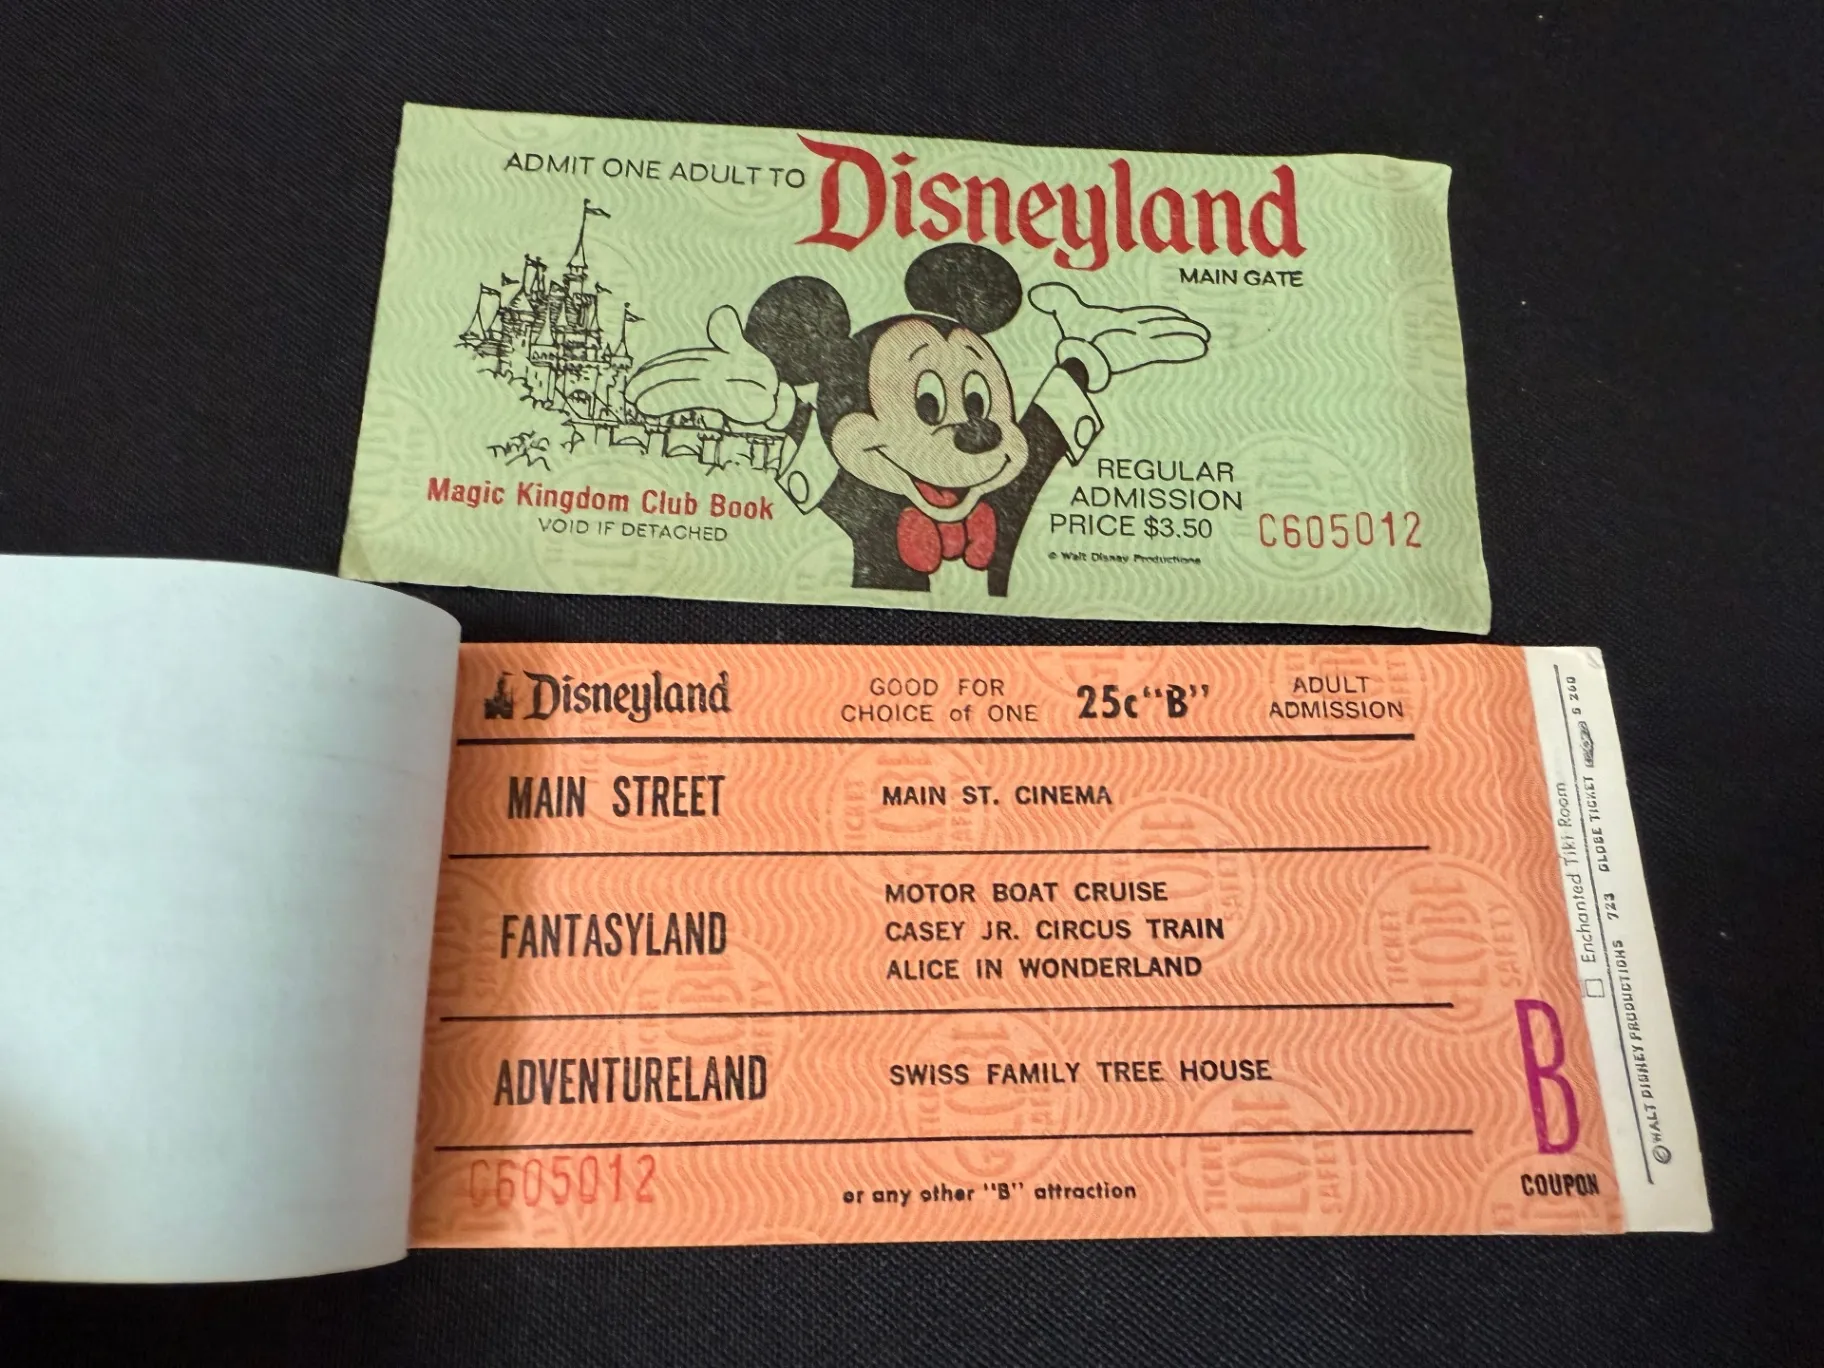 ADMIT ONE ADULT TO Disneyland
MAIN GATE
Magic Kingdom Club Book
VOID IF DETACHED
REGULAR
ADMISSION
PRICE $3.50
C605012
© Walt Disney Productions
Disneyland
GOOD FOR
CHOICE of ONE
25c "B"
ADULT
ADMISSION
MAIN STREET
MAIN ST. CINEMA
FANTASYLAND
MOTOR BOAT CRUISE
CASEY JR. CIRCUS TRAIN
ALICE IN WONDERLAND
ADVENTURELAND
SWISS FAMILY TREE HOUSE
C605012
or any other "B" attraction
B
COUPON
Enchanted Tiki Room
© WALT DISNEY PRODUCTIONS 723 GLOBE TICKET